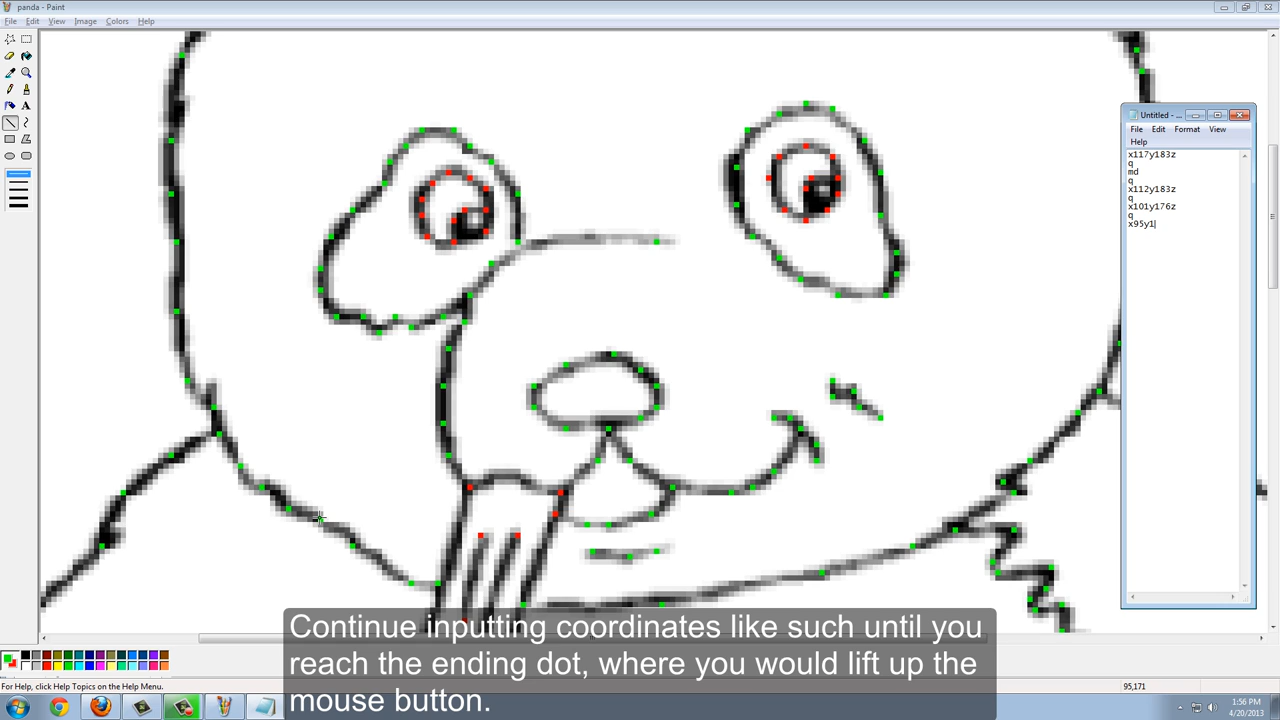 panda - Paint
File Edit View Image Colors Help
Untitled - ...
File Edit Format View
Help
x117y183z
q
md
q
x112y183z
q
x101y176z
q
x95y1
Continue inputting coordinates like such until you
reach the ending dot, where you would lift up the
mouse button.
For Help, click Help Topics on the Help Menu.
95,171
1:56 PM
4/20/2013